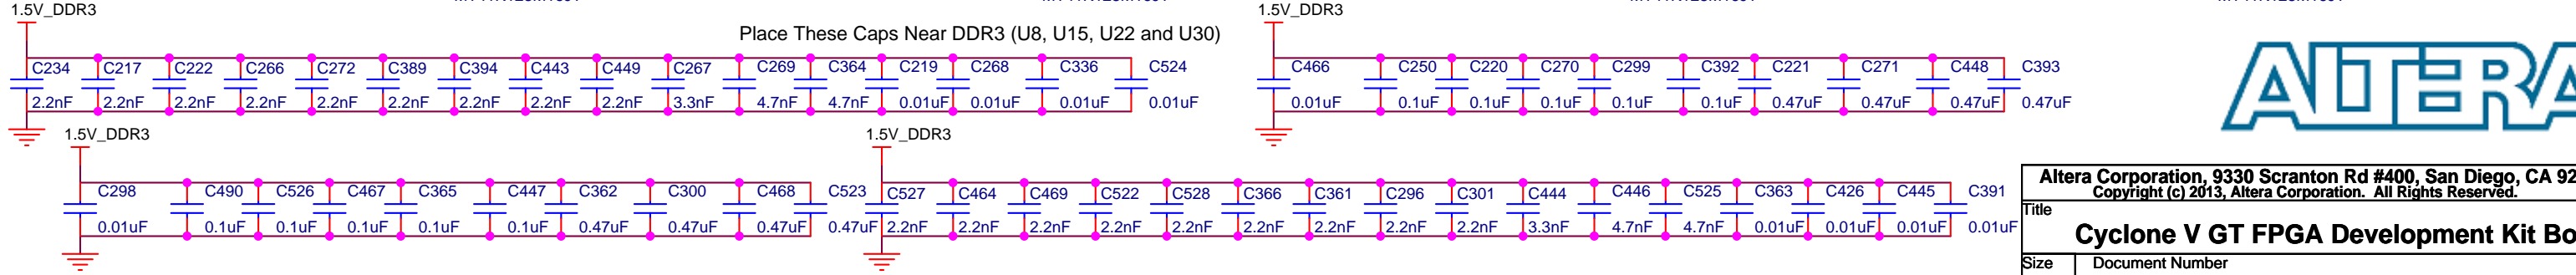 1.5V_DDR3
1.5V_DDR3
Place These Caps Near DDR3 (U8, U15, U22 and U30)
C234 C217 C222 C266 C272 C389 C394 C443 C449 C267 C269 C364 C219 C268 C336 C524
2.2nF 2.2nF 2.2nF 2.2nF 2.2nF 2.2nF 2.2nF 2.2nF 2.2nF 3.3nF 4.7nF 4.7nF 0.01uF 0.01uF 0.01uF 0.01uF
C466 C250 C220 C270 C299 C392 C221 C271 C448 C393
0.01uF 0.1uF 0.1uF 0.1uF 0.1uF 0.1uF 0.47uF 0.47uF 0.47uF 0.47uF
1.5V_DDR3
1.5V_DDR3
C298 C490 C526 C467 C365 C447 C362 C300 C468 C523
0.01uF 0.1uF 0.1uF 0.1uF 0.1uF 0.1uF 0.47uF 0.47uF 0.47uF 0.47uF
C527 C464 C469 C522 C528 C366 C361 C296 C301 C444 C446 C525 C363 C426 C445 C391
2.2nF 2.2nF 2.2nF 2.2nF 2.2nF 2.2nF 2.2nF 2.2nF 2.2nF 3.3nF 4.7nF 4.7nF 0.01uF 0.01uF 0.01uF 0.01uF
ALTERA
Altera Corporation, 9330 Scranton Rd #400, San Diego, CA 92
Copyright (c) 2013, Altera Corporation. All Rights Reserved.
Title
Cyclone V GT FPGA Development Kit Bo
Size Document Number